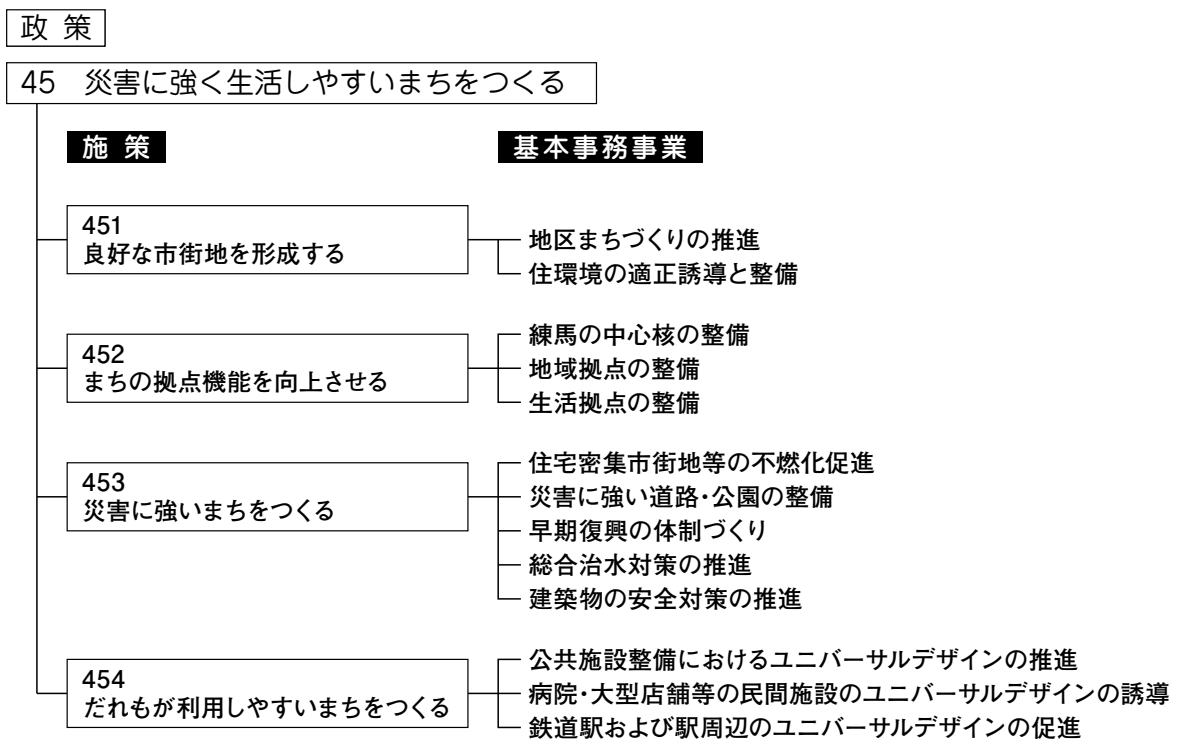 政 策
45 災害に強く生活しやすいまちをつくる
施 策
基本事務事業
451
良好な市街地を形成する
地区まちづくりの推進
住環境の適正誘導と整備
452
まちの拠点機能を向上させる
練馬の中心核の整備
地域拠点の整備
生活拠点の整備
453
災害に強いまちをつくる
住宅密集市街地等の不燃化促進
災害に強い道路・公園の整備
早期復興の体制づくり
総合治水対策の推進
建築物の安全対策の推進
454
だれもが利用しやすいまちをつくる
公共施設整備におけるユニバーサルデザインの推進
病院・大型店舗等の民間施設のユニバーサルデザインの誘導
鉄道駅および駅周辺のユニバーサルデザインの促進